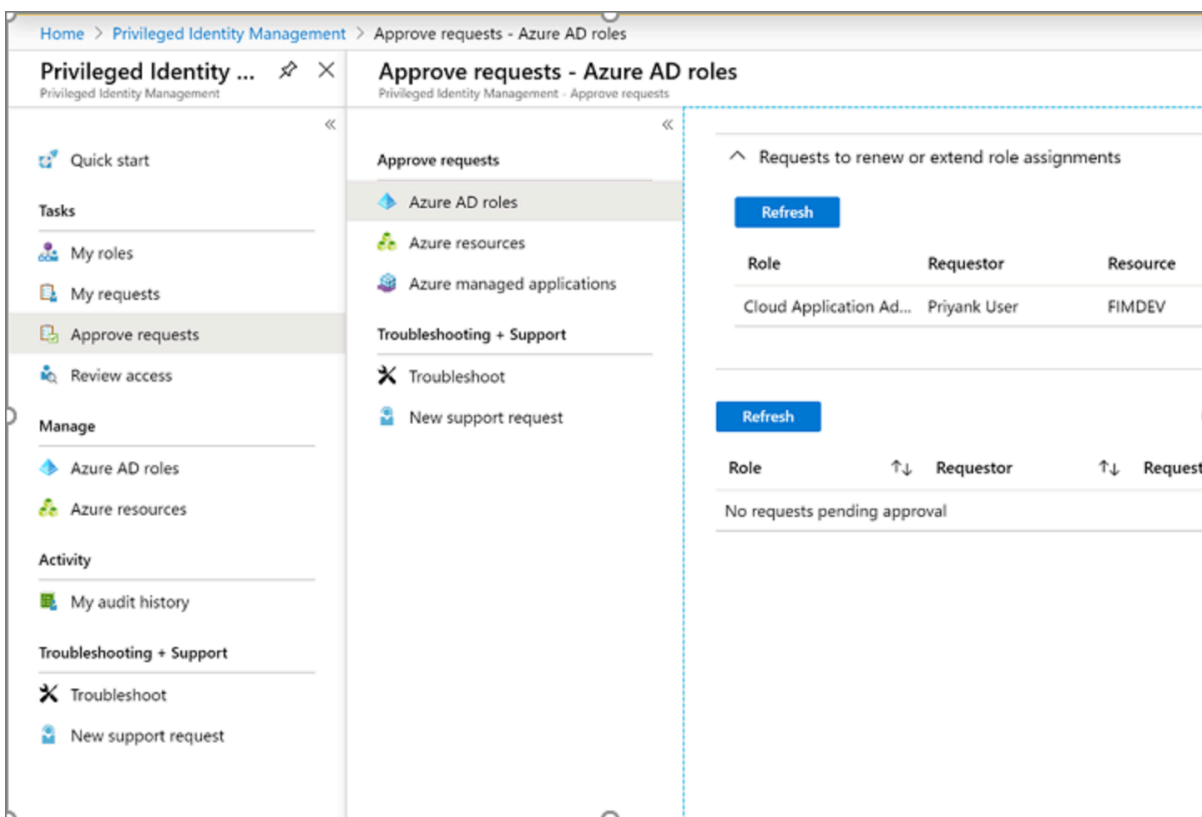 Home > Privileged Identity Management > Approve requests - Azure AD roles
Privileged Identity ...
Privileged Identity Management
Quick start
Tasks
My roles
My requests
Approve requests
Review access
Manage
Azure AD roles
Azure resources
Activity
My audit history
Troubleshooting + Support
Troubleshoot
New support request
Approve requests - Azure AD roles
Privileged Identity Management - Approve requests
Approve requests
Azure AD roles
Azure resources
Azure managed applications
Troubleshooting + Support
Troubleshoot
New support request
Requests to renew or extend role assignments
Refresh
Role Requestor Resource
Cloud Application Ad... Priyank User FIMDEV
Refresh
Role Requestor Request
No requests pending approval